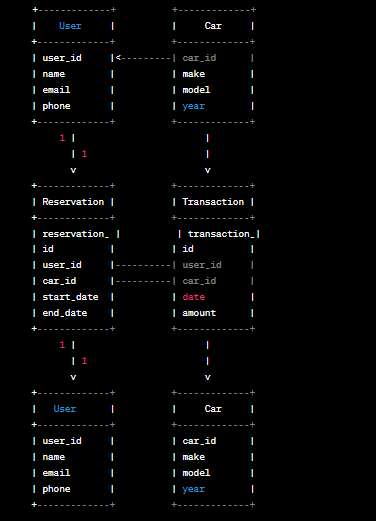 +-------------+         +-------------+
|    User     |         |     Car     |
+-------------+         +-------------+
| user_id     |<---------| car_id      |
| name        |         | make        |
| email       |         | model       |
| phone       |         | year        |
+-------------+         +-------------+
     1 |                      |
       | 1                    |
       v                      v
+-------------+         +-------------+
| Reservation |         | Transaction |
+-------------+         +-------------+
| reservation_ |         | transaction_|
| id          |         | id          |
| user_id     |----------| user_id     |
| car_id      |----------| car_id      |
| start_date  |         | date        |
| end_date    |         | amount      |
+-------------+         +-------------+
     1 |                      |
       | 1                    |
       v                      v
+-------------+         +-------------+
|   User      |         |     Car     |
+-------------+         +-------------+
| user_id     |         | car_id      |
| name        |         | make        |
| email       |         | model       |
| phone       |         | year        |
+-------------+         +-------------+